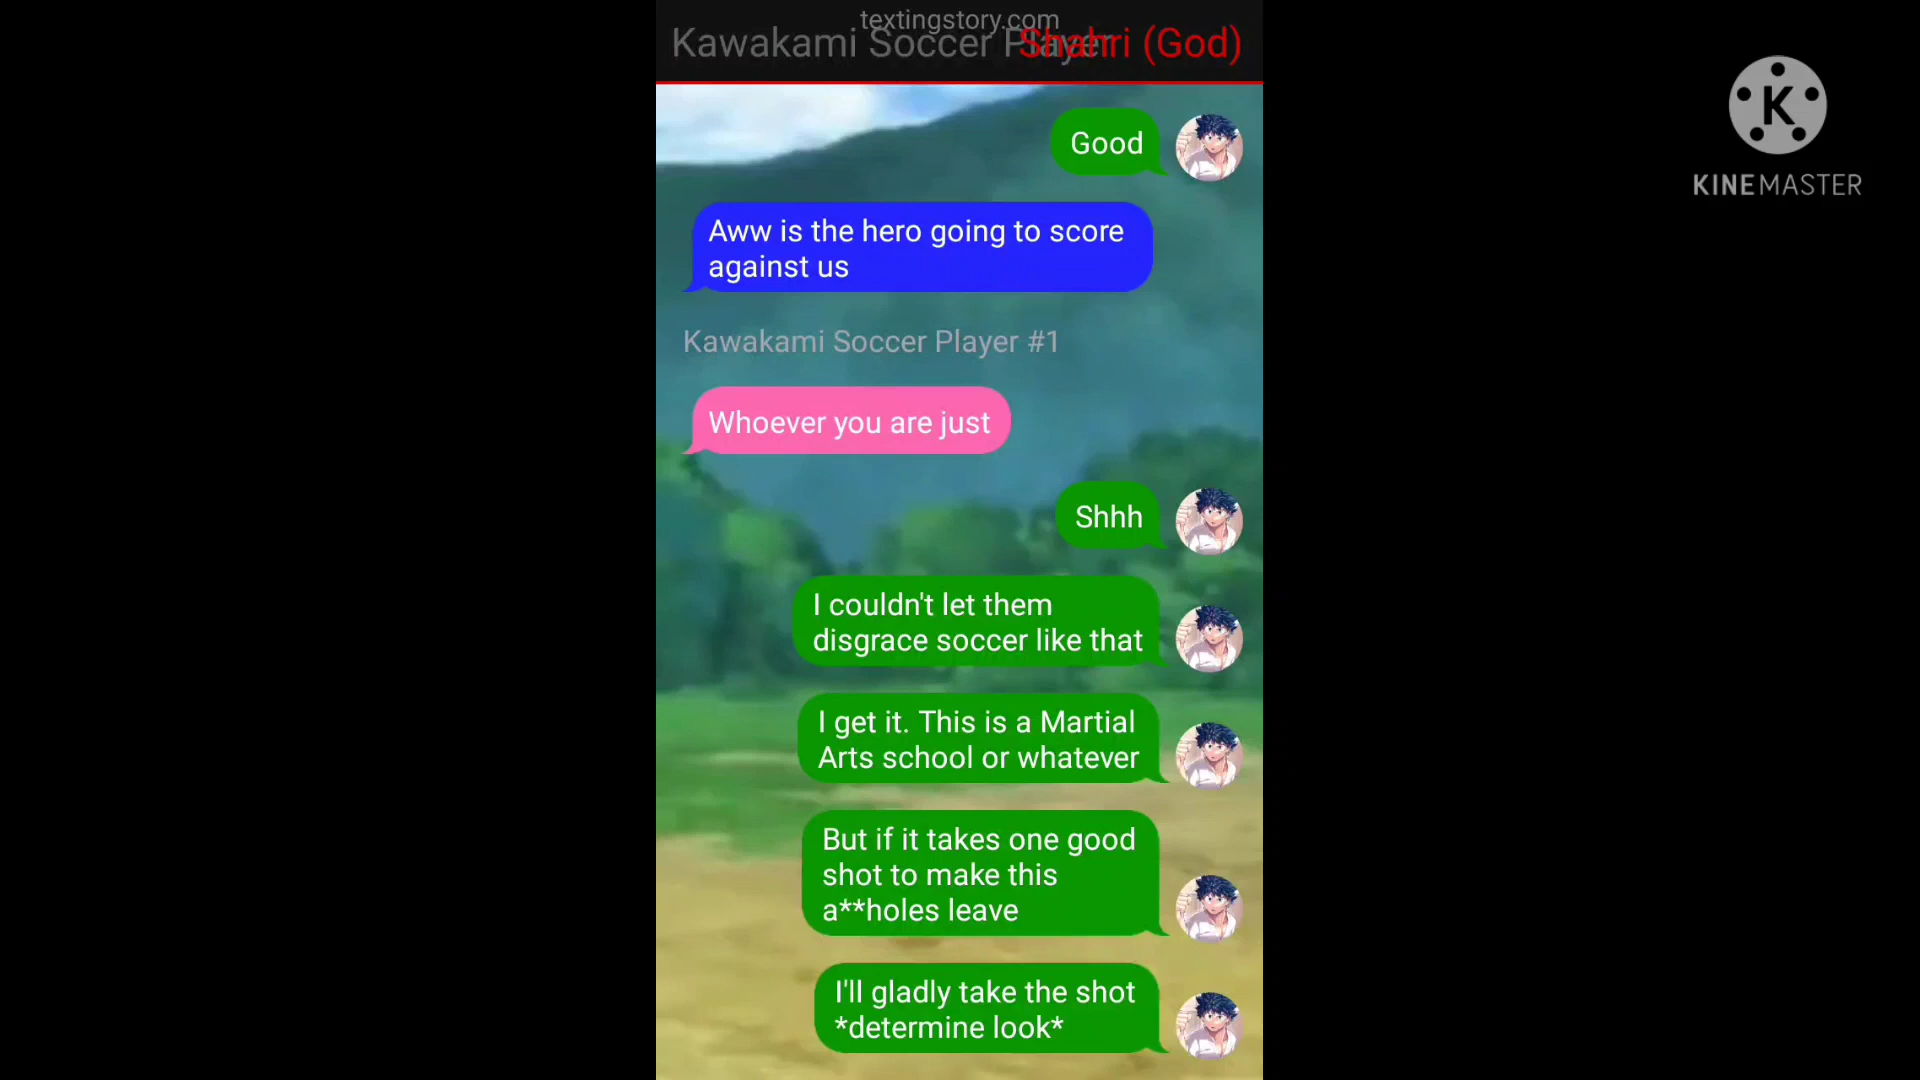 textingstory.com
Kawakami Soccer Player
Shahri (God)
KINEMASTER
Good
Aww is the hero going to score
against us
Kawakami Soccer Player #1
Whoever you are just
Shhh
I couldn't let them
disgrace soccer like that
I get it. This is a Martial
Arts school or whatever
But if it takes one good
shot to make this
a**holes leave
I'll gladly take the shot
*determine look*